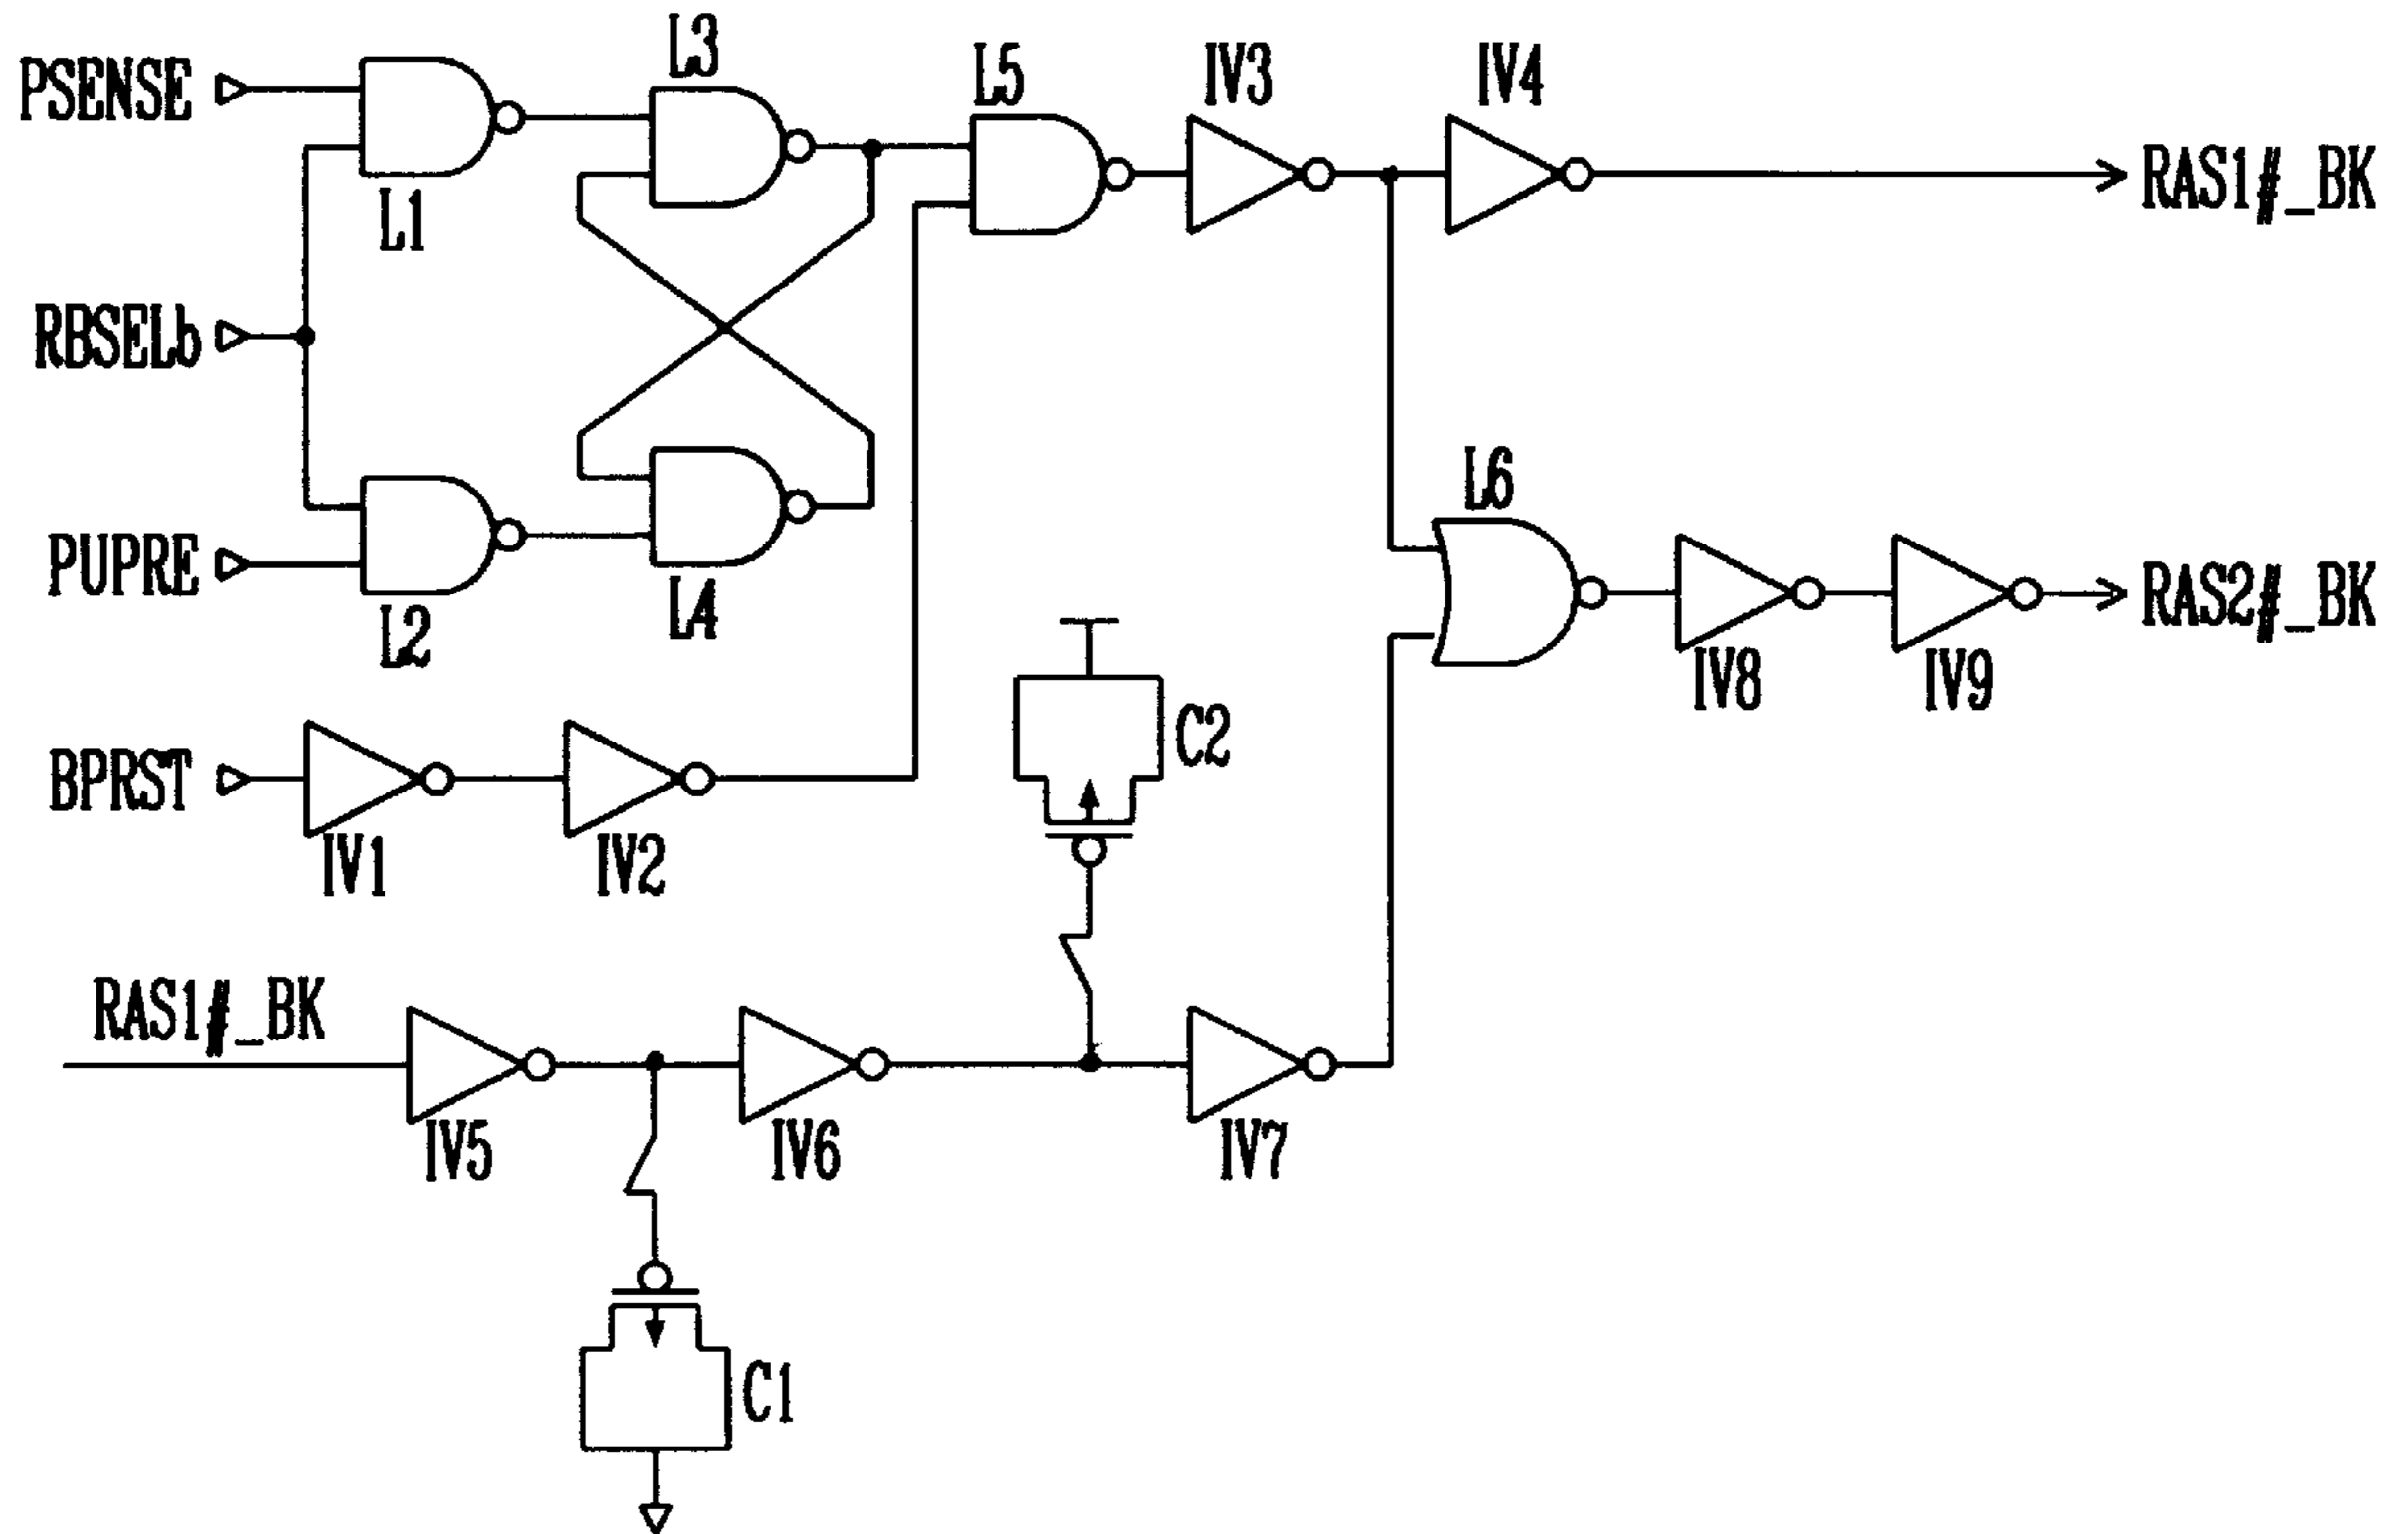 L3
L5
IV3
IV4
PSENSE
RAS1#_BK
L1
RBSELb
L6
PUPRE
RAS2#_BK
L2
L4
IV8
IV9
C2
BPRST
IV1
IV2
RAS1#_BK
IV5
IV6
IV7
C1